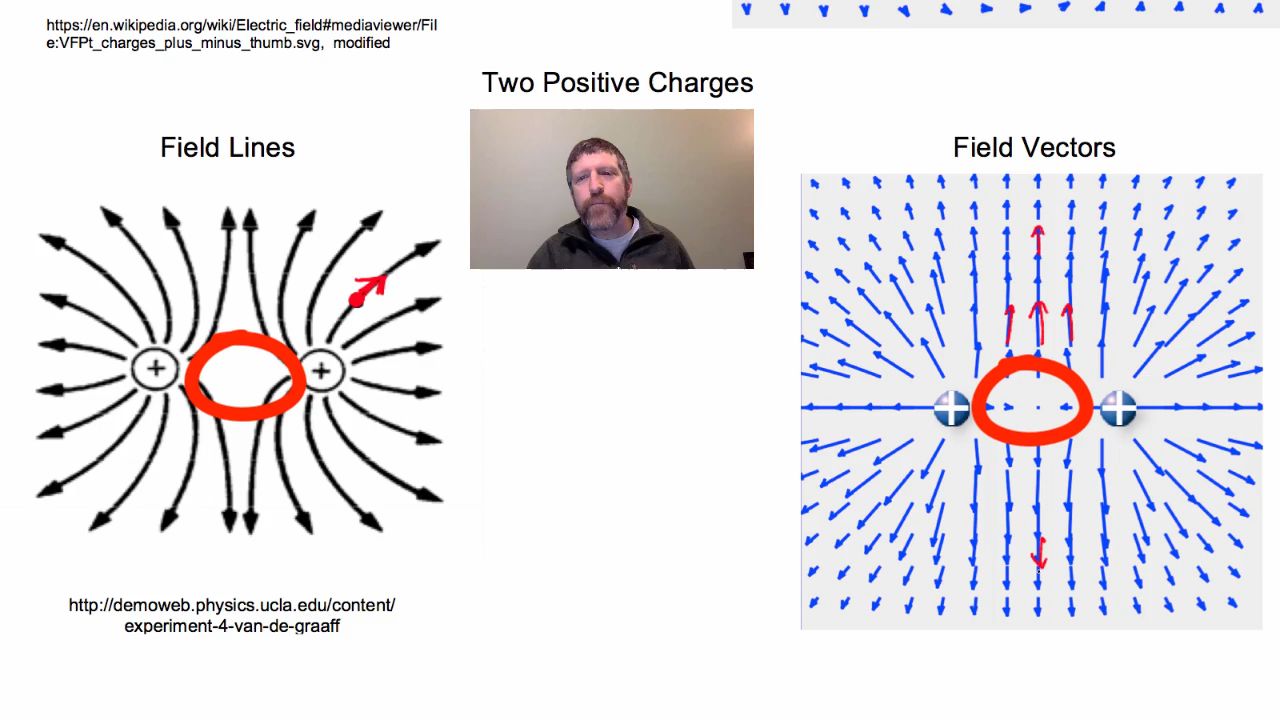 https://en.wikipedia.org/wiki/Electric_field#mediaviewer/Fil
e:VFPt_charges_plus_minus_thumb.svg, modified
Two Positive Charges
Field Lines
Field Vectors
+
+
http://demoweb.physics.ucla.edu/content/
experiment-4-van-de-graaff